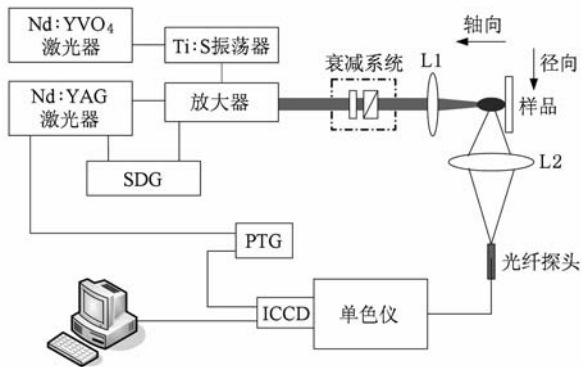 Nd:YVO₄
激光器
Ti:S振荡器
Nd:YAG
激光器
放大器
SDG
衰减系统
L1
轴向
径向
样品
L2
光纤探头
PTG
ICCD
单色仪